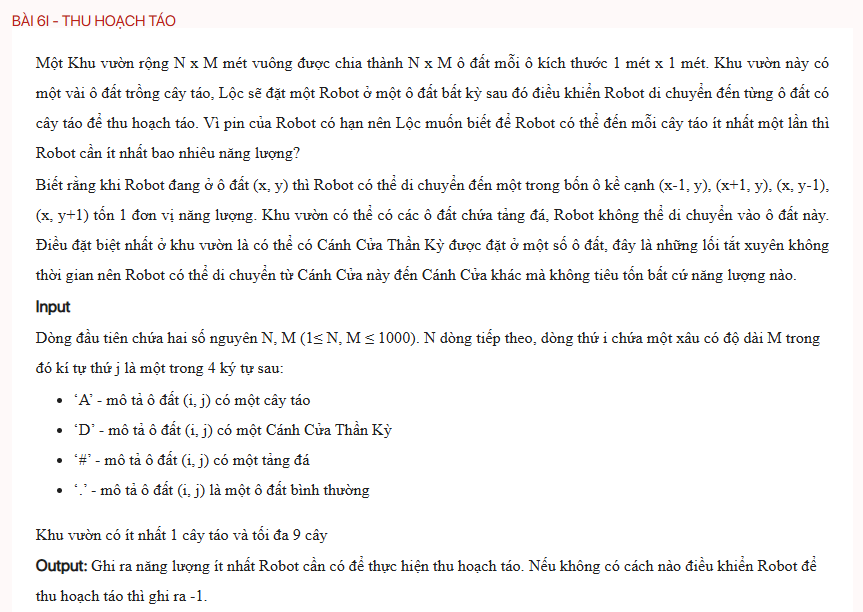 BÀI 6I - THU HOẠCH TÁO
Một Khu vườn rộng N x M mét vuông được chia thành N x M ô đất mỗi ô kích thước 1 mét x 1 mét. Khu vườn này có
một vài ô đất trồng cây táo, Lộc sẽ đặt một Robot ở một ô đất bất kỳ sau đó điều khiển Robot di chuyển đến từng ô đất có
cây táo để thu hoạch táo. Vì pin của Robot có hạn nên Lộc muốn biết để Robot có thể đến mỗi cây táo ít nhất một lần thì
Robot cần ít nhất bao nhiêu năng lượng?
Biết rằng khi Robot đang ở ô đất (x, y) thì Robot có thể di chuyển đến một trong bốn ô kề cạnh (x-1, y), (x+1, y), (x, y-1),
(x, y+1) tốn 1 đơn vị năng lượng. Khu vườn có thể có các ô đất chứa tảng đá, Robot không thể di chuyển vào ô đất này.
Điều đặt biệt nhất ở khu vườn là có thể có Cánh Cửa Thần Kỳ được đặt ở một số ô đất, đây là những lối tắt xuyên không
thời gian nên Robot có thể di chuyển từ Cánh Cửa này đến Cánh Cửa khác mà không tiêu tốn bất cứ năng lượng nào.
Input
Dòng đầu tiên chứa hai số nguyên N, M (1≤ N, M ≤ 1000). N dòng tiếp theo, dòng thứ i chứa một xâu có độ dài M trong
đó kí tự thứ j là một trong 4 ký tự sau:
• ‘A’ - mô tả ô đất (i, j) có một cây táo
• ‘D’ - mô tả ô đất (i, j) có một Cánh Cửa Thần Kỳ
• ‘#’ - mô tả ô đất (i, j) có một tảng đá
• ‘.’ - mô tả ô đất (i, j) là một ô đất bình thường
Khu vườn có ít nhất 1 cây táo và tối đa 9 cây
Output: Ghi ra năng lượng ít nhất Robot cần có để thực hiện thu hoạch táo. Nếu không có cách nào điều khiển Robot để
thu hoạch táo thì ghi ra -1.